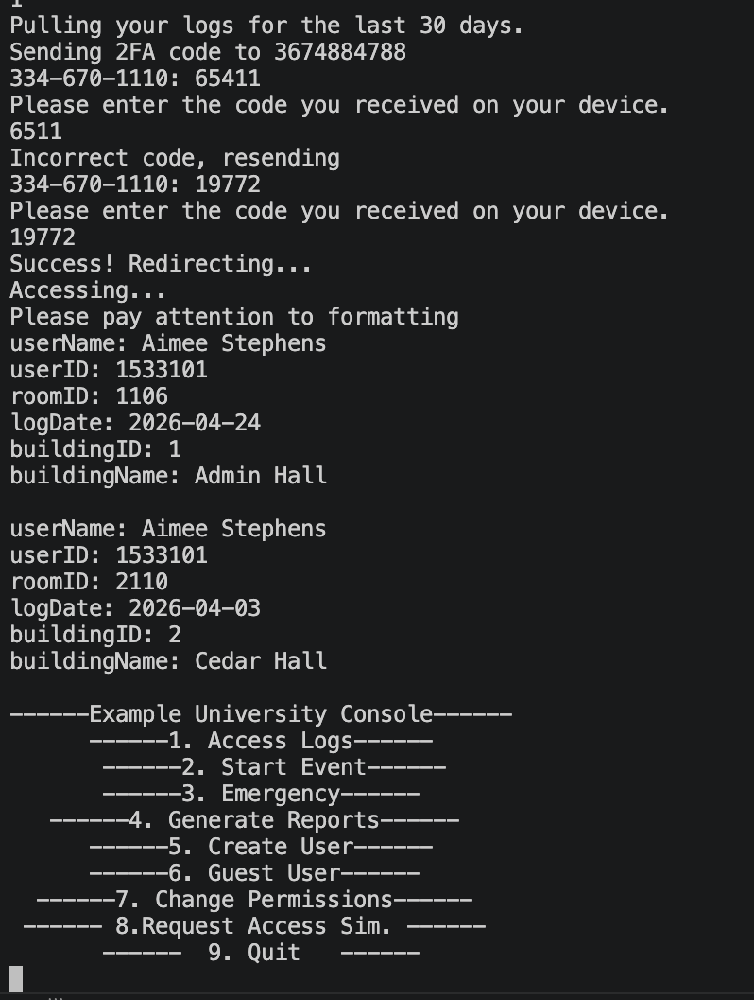 1
Pulling your logs for the last 30 days.
Sending 2FA code to 3674884788
334-670-1110: 65411
Please enter the code you received on your device.
6511
Incorrect code, resending
334-670-1110: 19772
Please enter the code you received on your device.
19772
Success! Redirecting...
Accessing...
Please pay attention to formatting
userName: Aimee Stephens
userID: 1533101
roomID: 1106
logDate: 2026-04-24
buildingID: 1
buildingName: Admin Hall

userName: Aimee Stephens
userID: 1533101
roomID: 2110
logDate: 2026-04-03
buildingID: 2
buildingName: Cedar Hall

------Example University Console------
------1. Access Logs------
------2. Start Event------
------3. Emergency------
------4. Generate Reports------
------5. Create User------
------6. Guest User------
------7. Change Permissions------
------ 8.Request Access Sim. ------
------  9. Quit   ------